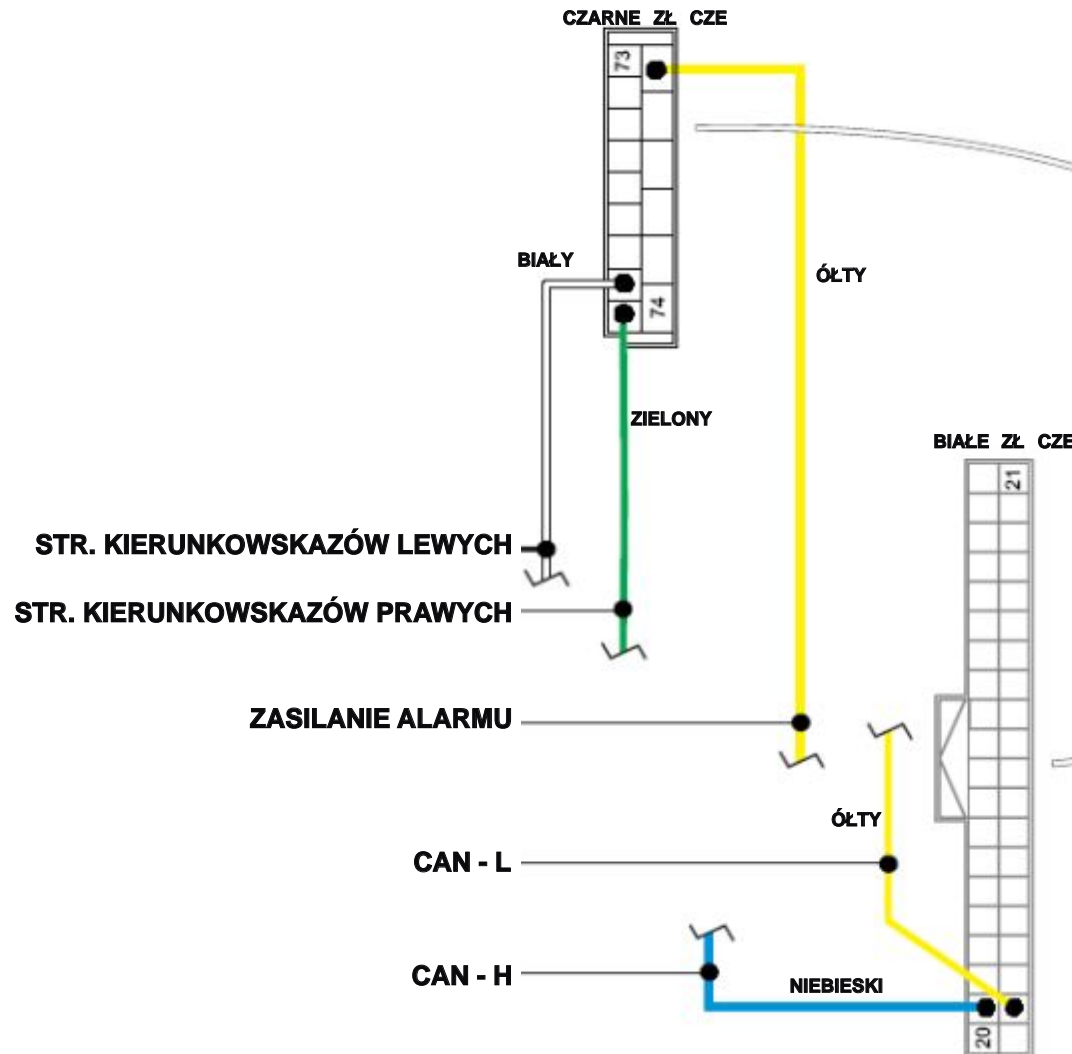 CZARNE ZŁ CZE
73
BIAŁY
ÓŁTY
74
ZIELONY
BIAŁE ZŁ CZE
21
STR. KIERUNKOWSKAZÓW LEWYCH
STR. KIERUNKOWSKAZÓW PRAWYCH
ZASILANIE ALARMU
ÓŁTY
CAN - L
CAN - H
NIEBIESKI
20